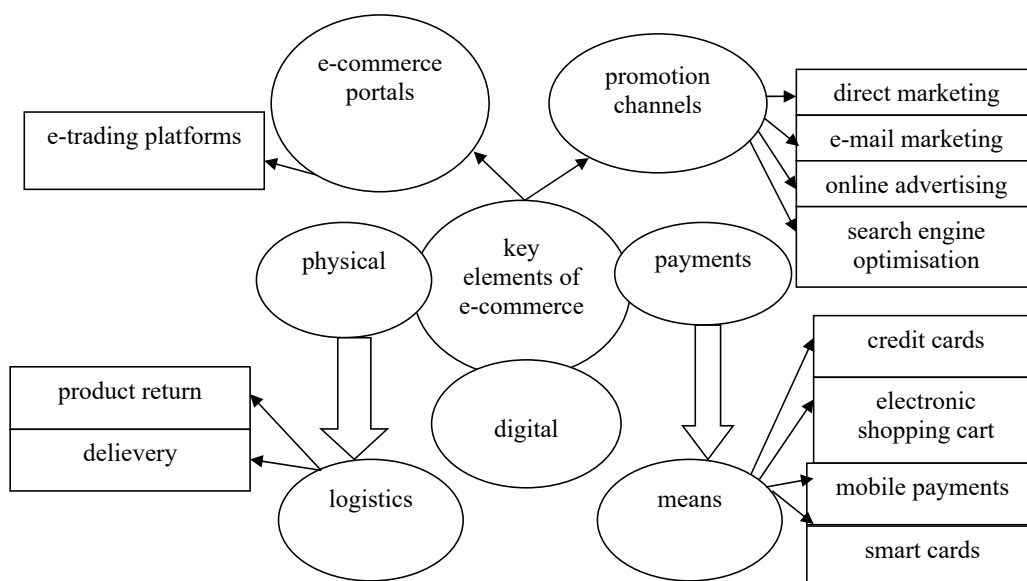 e-commerce
portals
promotion
channels
direct marketing
e-mail marketing
online advertising
search engine
optimisation
e-trading platforms
physical
key
elements of
e-commerce
payments
digital
product return
delievery
logistics
means
credit cards
electronic
shopping cart
mobile payments
smart cards